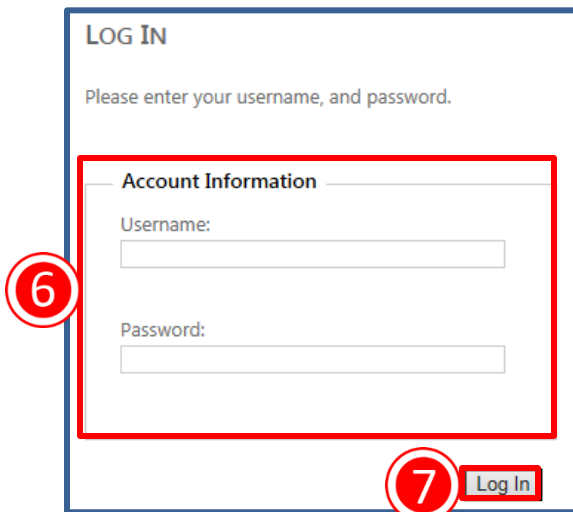 LOG IN
Please enter your username, and password.
Account Information
Username:
6
Password:
7
Log In